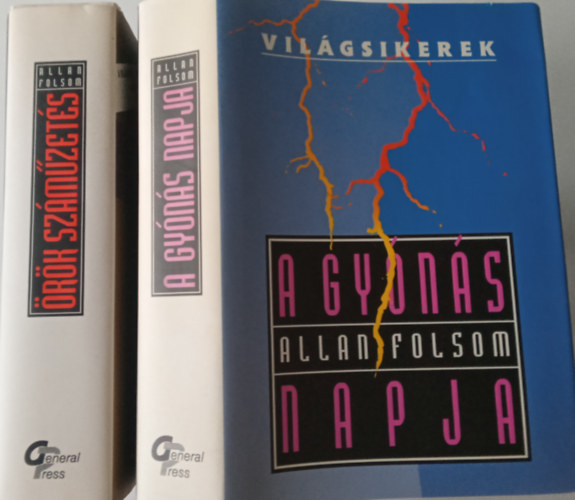 ALLAN
FOLSOM
ÖRÖK SZÁMŰZETÉS
General
Press
ALLAN
FOLSOM
A GYÓNÁS NAPJA
General
Press
VILÁGSIKEREK
A GYÓNÁS
ALLAN FOLSOM
NAPJA